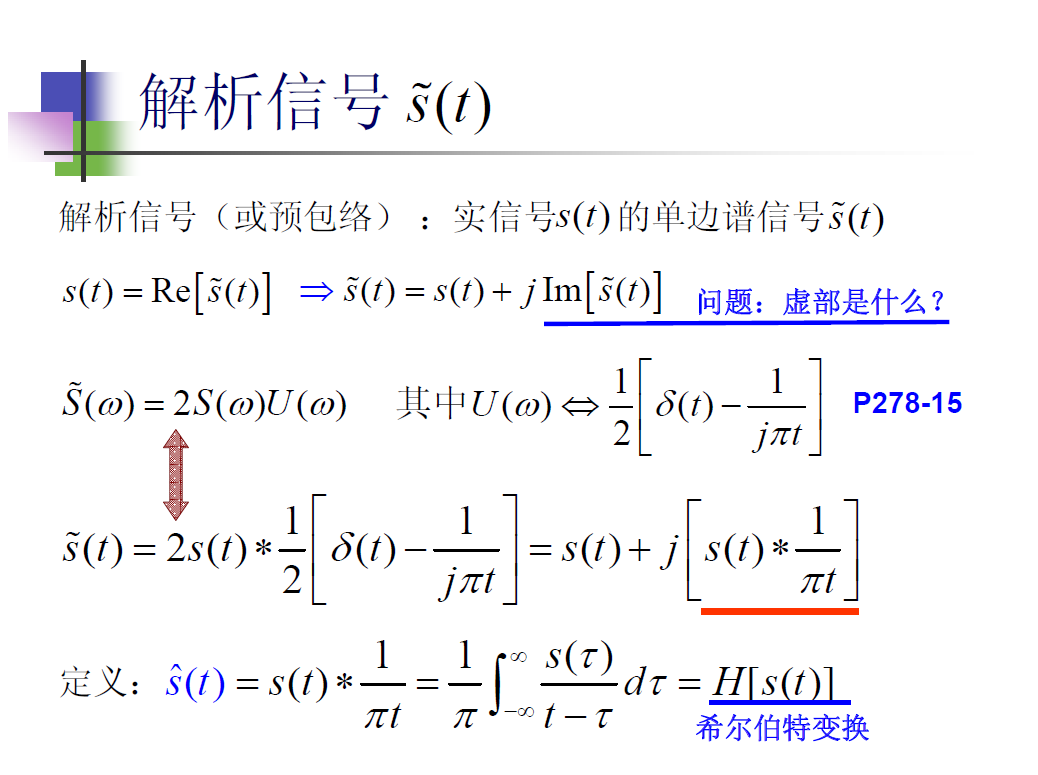 解析信号 s̃(t)
解析信号（或预包络）：实信号s(t)的单边谱信号s̃(t)
s(t) = Re[s̃(t)] ⇒ s̃(t) = s(t) + j Im[s̃(t)] 问题：虚部是什么？
S̃(ω) = 2S(ω)U(ω) 其中U(ω) ⇔ 1/2 [δ(t) − 1/(jπt)] P278-15
s̃(t) = 2s(t) * 1/2 [δ(t) − 1/(jπt)] = s(t) + j[s(t) * 1/(πt)]
定义：ŝ(t) = s(t) * 1/(πt) = 1/π ∫_{−∞}^{∞} s(τ)/(t − τ) dτ = H[s(t)]
希尔伯特变换